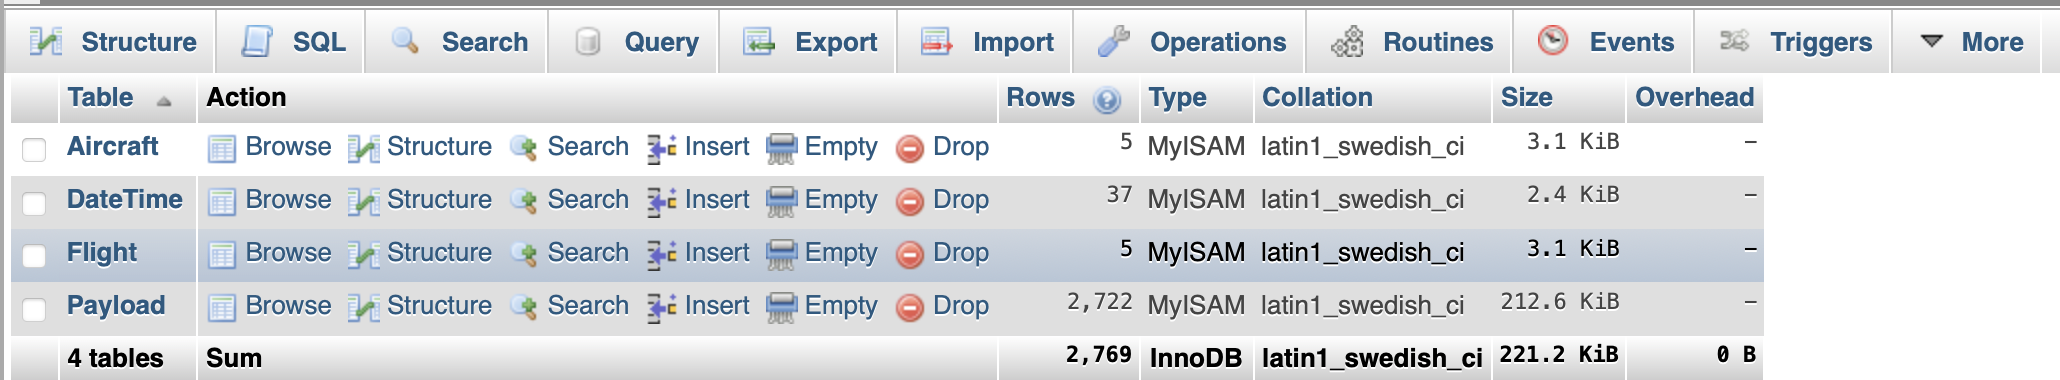 Structure SQL Search Query Export Import Operations Routines Events Triggers More
Table Action Rows Type Collation Size Overhead
Aircraft Browse Structure Search Insert Empty Drop 5 MyISAM latin1_swedish_ci 3.1 KiB –
DateTime Browse Structure Search Insert Empty Drop 37 MyISAM latin1_swedish_ci 2.4 KiB –
Flight Browse Structure Search Insert Empty Drop 5 MyISAM latin1_swedish_ci 3.1 KiB –
Payload Browse Structure Search Insert Empty Drop 2,722 MyISAM latin1_swedish_ci 212.6 KiB –
4 tables Sum 2,769 InnoDB latin1_swedish_ci 221.2 KiB 0 B